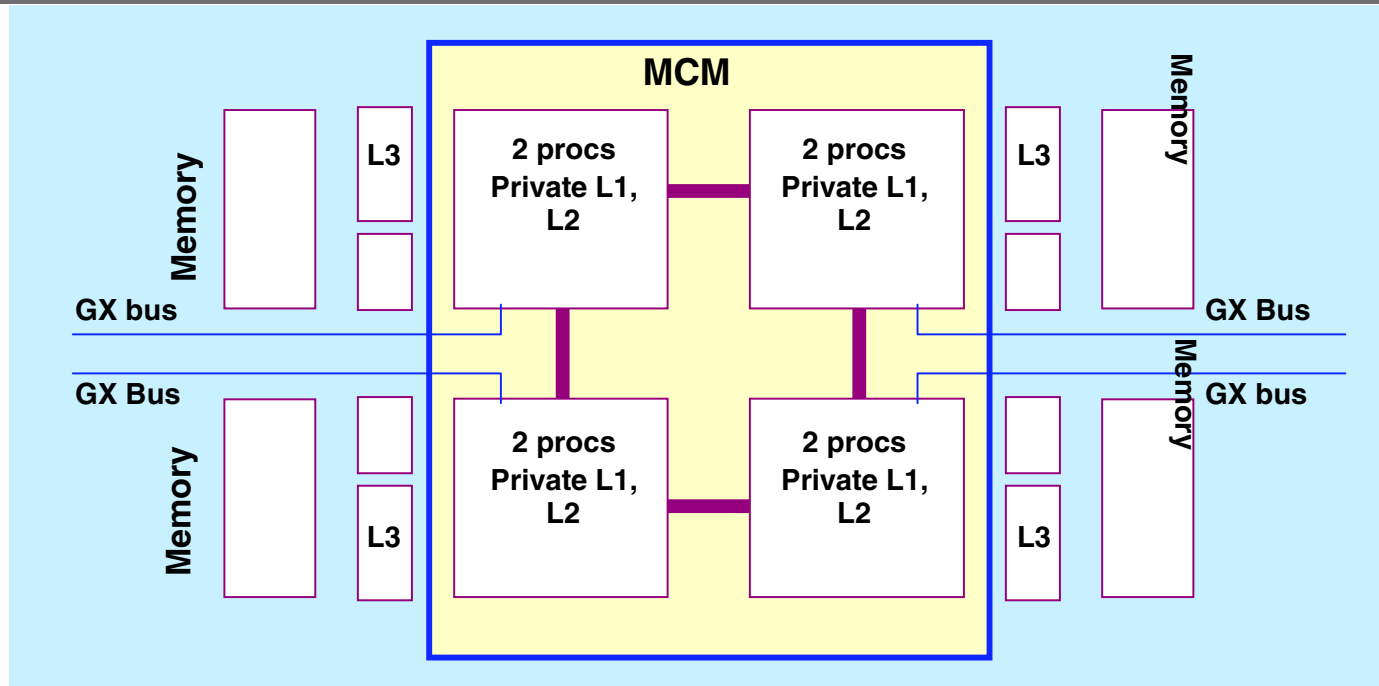 MCM
Memory
L3
2 procs
Private L1,
L2
2 procs
Private L1,
L2
L3
Memory
GX bus
GX Bus
GX Bus
GX bus
Memory
L3
2 procs
Private L1,
L2
2 procs
Private L1,
L2
L3
Memory